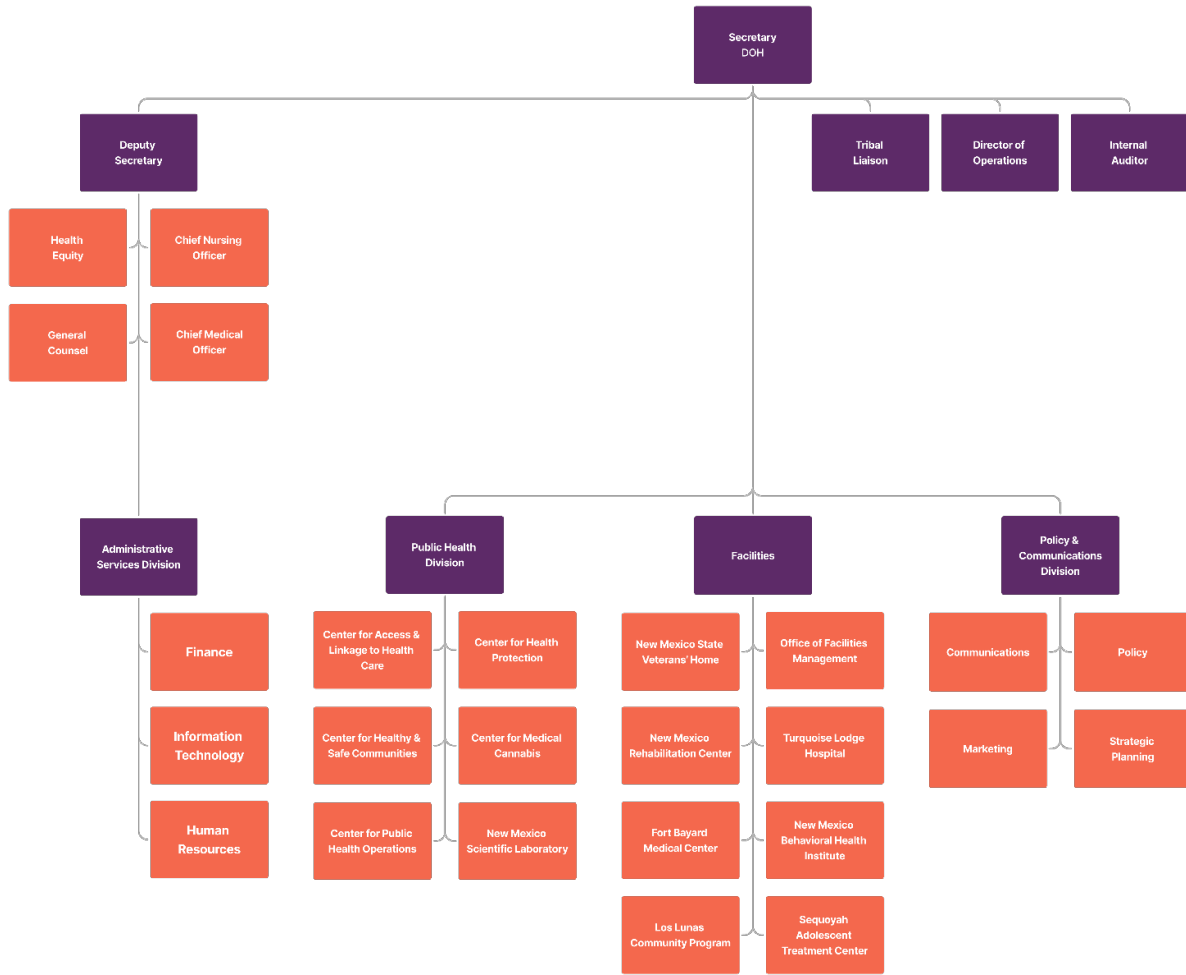 Secretary
DOH
Deputy
Secretary
Tribal
Liaison
Director of
Operations
Internal
Auditor
Health
Equity
Chief Nursing
Officer
General
Counsel
Chief Medical
Officer
Administrative
Services Division
Finance
Information
Technology
Human
Resources
Public Health
Division
Center for Access &
Linkage to Health
Care
Center for Health
Protection
Center for Healthy &
Safe Communities
Center for Medical
Cannabis
Center for Public
Health Operations
New Mexico
Scientific Laboratory
Facilities
New Mexico State
Veterans' Home
Office of Facilities
Management
New Mexico
Rehabilitation Center
Turquoise Lodge
Hospital
Fort Bayard
Medical Center
New Mexico
Behavioral Health
Institute
Los Lunas
Community Program
Sequoyah
Adolescent
Treatment Center
Policy &
Communications
Division
Communications
Policy
Marketing
Strategic
Planning